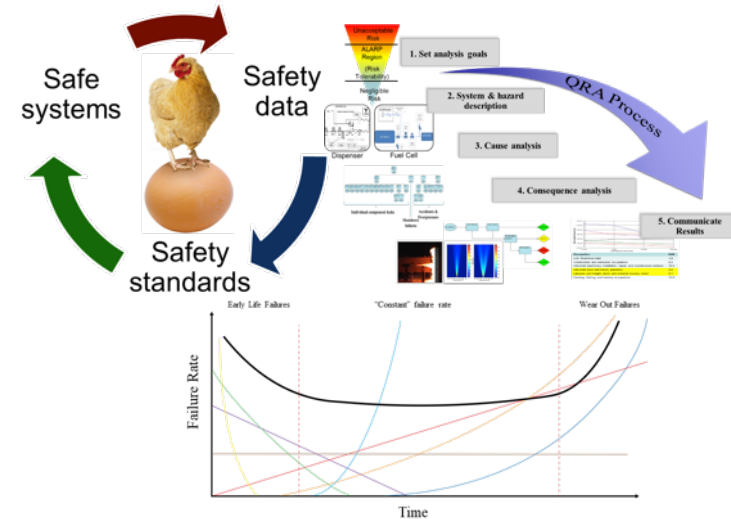 Safe
systems
Safety
data
Safety
standards
Unacceptable
Risk
ALARP
Region
(Risk
Tolerability)
Negligible
Risk
Dispenser
Fuel Cell
1. Set analysis goals
2. System & hazard
description
3. Cause analysis
4. Consequence analysis
5. Communicate
Results
QRA Process
Early Life Failures
"Constant" failure rate
Wear Out Failures
Failure Rate
Time